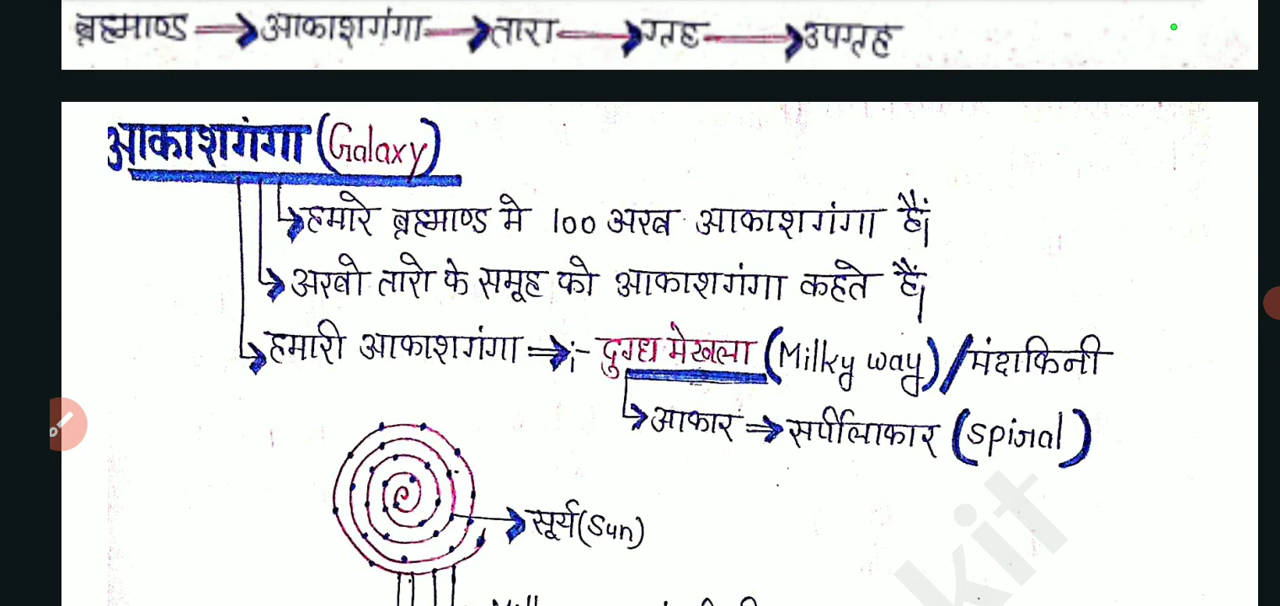 ब्रह्माण्ड → आकाशगंगा → तारा → ग्रह → उपग्रह
आकाशगंगा (Galaxy)
हमारे ब्रह्माण्ड मे 100 अरब आकाशगंगा हैं।
अरबो तारो के समूह को आकाशगंगा कहते हैं।
हमारी आकाशगंगा ⇒ :- दुग्ध मेखला (Milky way) / मंदाकिनी
आकार ⇒ सर्पीलाकार (Spiral)
सूर्य (Sun)
kit